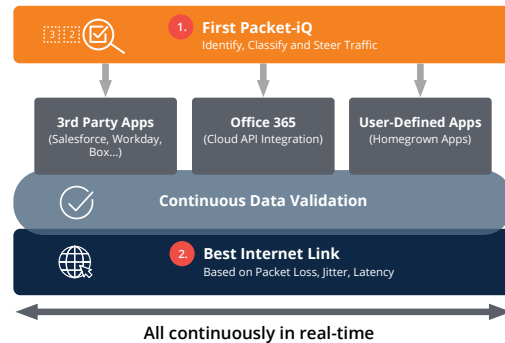 3 2
1. First Packet-iQ
Identify, Classify and Steer Traffic
3rd Party Apps
(Salesforce, Workday,
Box...)
Office 365
(Cloud API Integration)
User-Defined Apps
(Homegrown Apps)
Continuous Data Validation
2. Best Internet Link
Based on Packet Loss, Jitter, Latency
All continuously in real-time